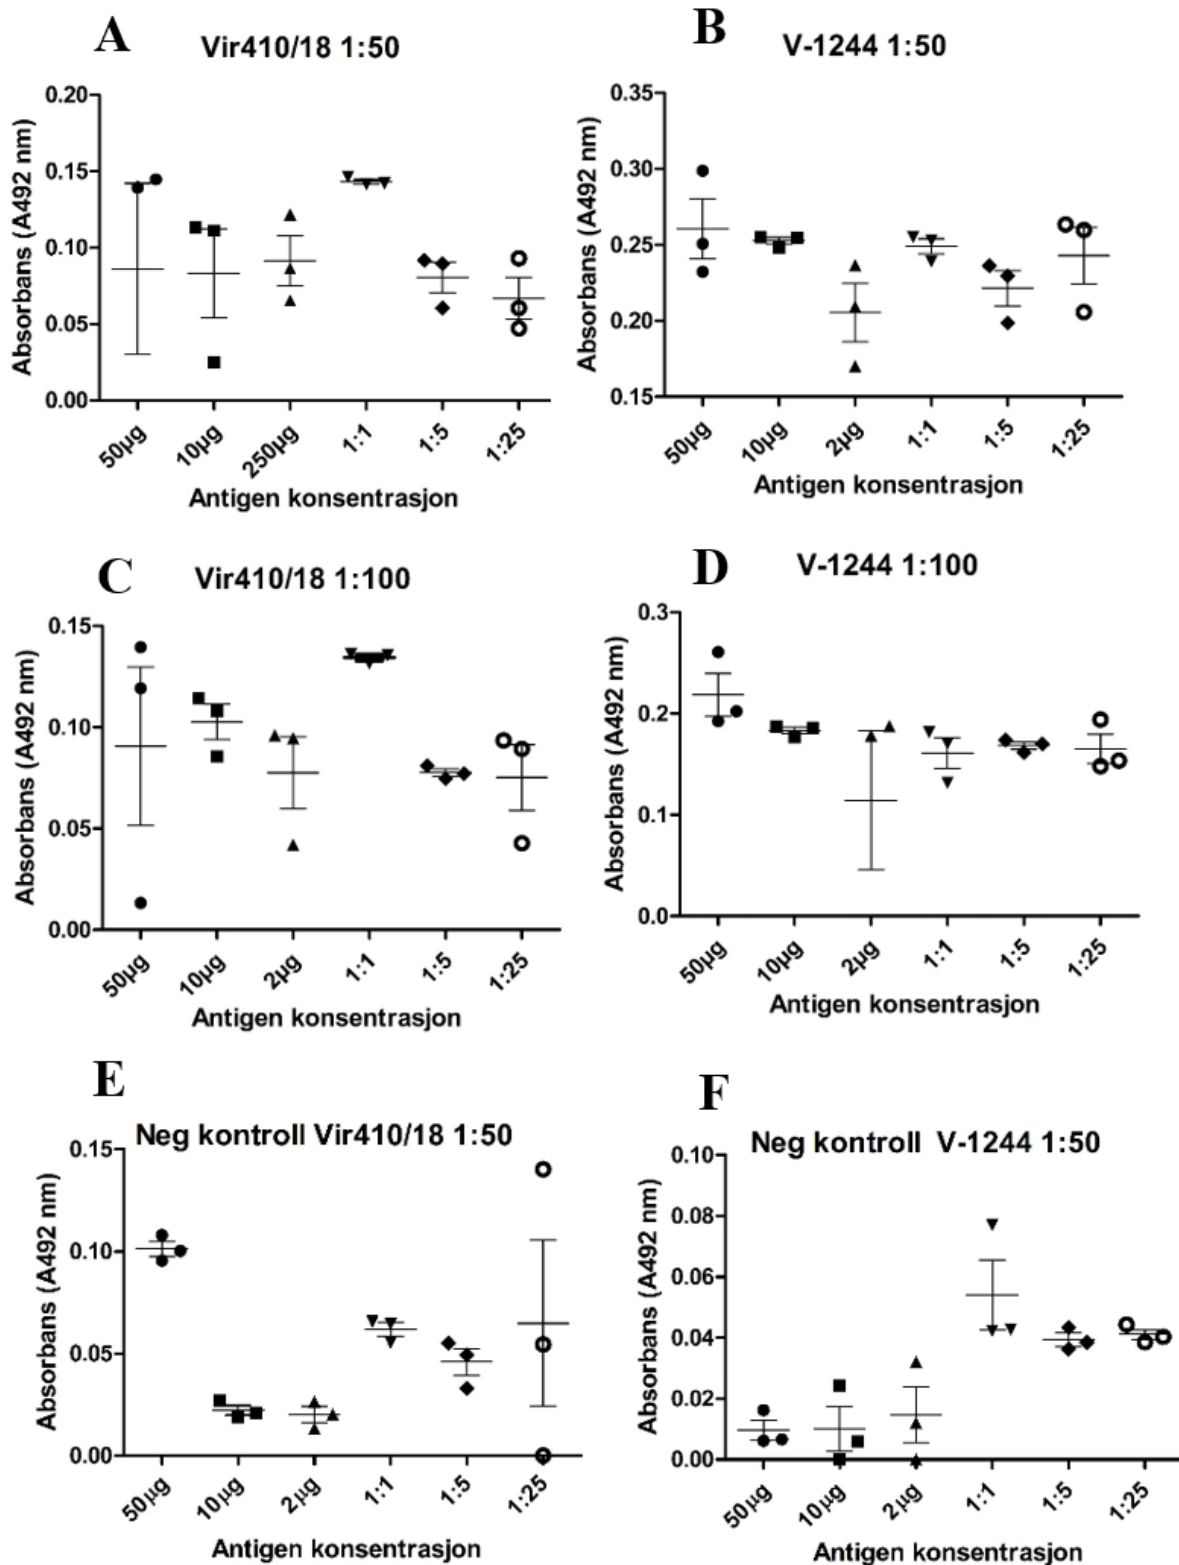 A
Vir410/18 1:50
Absorbans (A492 nm)
0.20
0.15
0.10
0.05
0.00
50µg
10µg
250µg
1:1
1:5
1:25
Antigen konsentrasjon
B
V-1244 1:50
Absorbans (A492 nm)
0.35
0.30
0.25
0.20
0.15
50µg
10µg
2µg
1:1
1:5
1:25
Antigen konsentrasjon
C
Vir410/18 1:100
Absorbans (A492 nm)
0.15
0.10
0.05
0.00
50µg
10µg
2µg
1:1
1:5
1:25
Antigen konsentrasjon
D
V-1244 1:100
Absorbans (A492 nm)
0.3
0.2
0.1
0.0
50µg
10µg
2µg
1:1
1:5
1:25
Antigen konsentrasjon
E
Neg kontroll Vir410/18 1:50
Absorbans (A492 nm)
0.15
0.10
0.05
0.00
50µg
10µg
2µg
1:1
1:5
1:25
Antigen konsentrasjon
F
Neg kontroll V-1244 1:50
Absorbans (A492 nm)
0.10
0.08
0.06
0.04
0.02
0.00
50µg
10µg
2µg
1:1
1:5
1:25
Antigen konsentrasjon